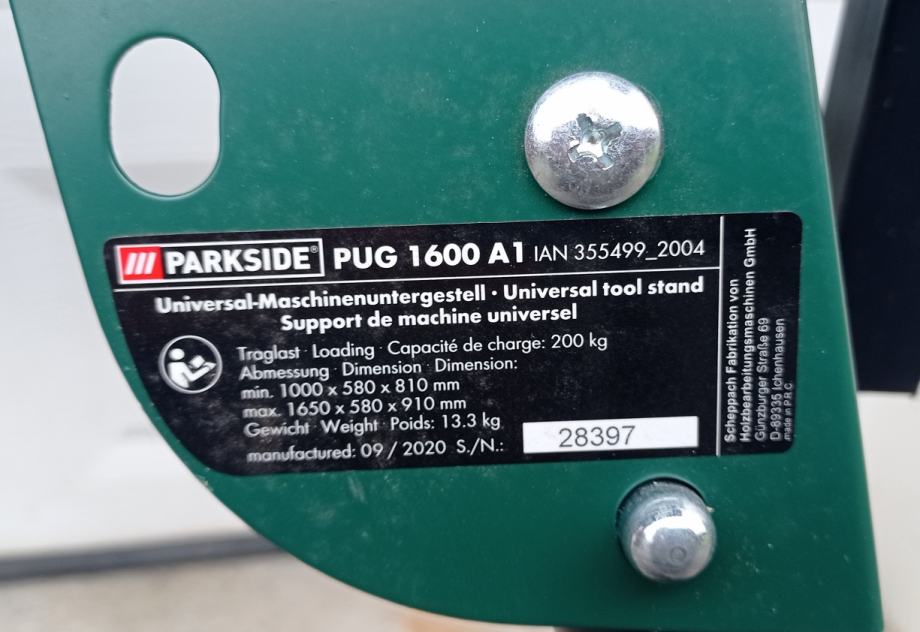 PARKSIDE® PUG 1600 A1 IAN 355499_2004
Universal-Maschinenuntergestell · Universal tool stand
Support de machine universel
Traglast · Loading · Capacité de charge: 200 kg
Abmessung · Dimension · Dimension:
min. 1000 x 580 x 810 mm
max. 1650 x 580 x 910 mm
Gewicht · Weight · Poids: 13.3 kg
manufactured: 09 / 2020 S./N.: 28397
Scheppach Fabrikation von
Holzbearbeitungsmaschinen GmbH
Günzburger Straße 69
D-89335 Ichenhausen
made in P.R.C.